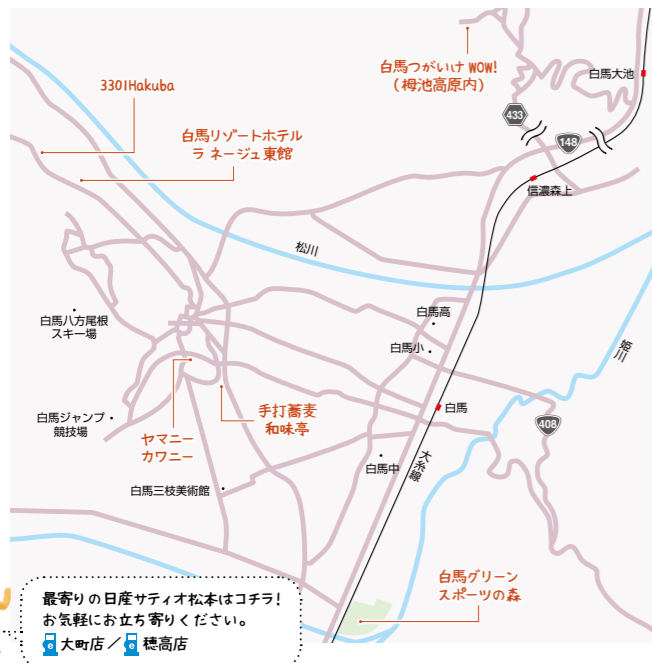 白馬つがいけ WOW!
(栂池高原内)
白馬大池
3301Hakuba
433
白馬リゾートホテル
ラ ネージュ東館
148
信濃森上
松川
白馬高
白馬八方尾根
スキー場
白馬小
姫川
手打蕎麦
和味亭
白馬
白馬ジャンプ
競技場
408
ヤマニー
カワニー
白馬中
大糸線
白馬三枝美術館
白馬グリーン
スポーツの森
最寄りの日産サティオ松本はコチラ!
お気軽にお立ち寄りください。
大町店／穂高店